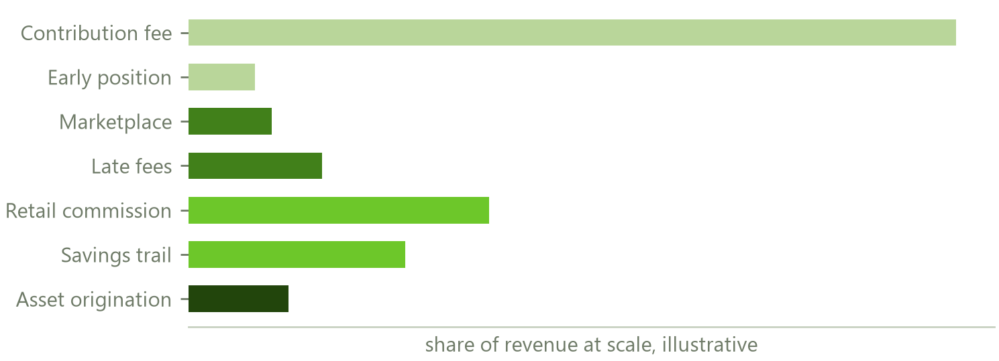 Contribution fee
Early position
Marketplace
Late fees
Retail commission
Savings trail
Asset origination
share of revenue at scale, illustrative